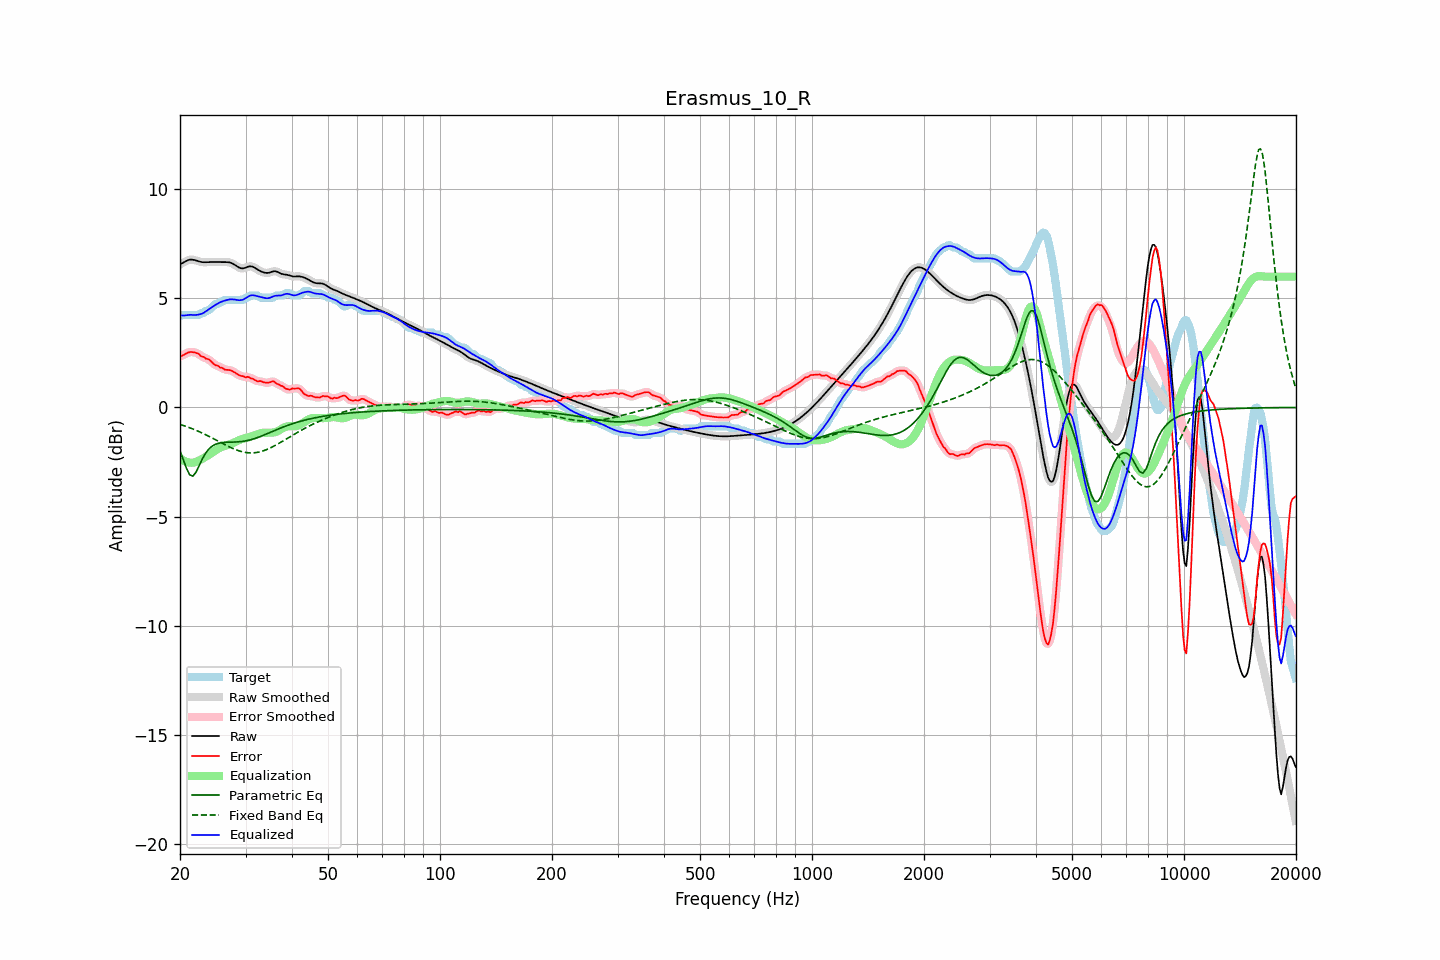 Erasmus_10_R
10
5
0
−5
−10
−15
−20
Amplitude (dBr)
Target
Raw Smoothed
Error Smoothed
Raw
Error
Equalization
Parametric Eq
Fixed Band Eq
Equalized
20 50 100 200 500 1000 2000 5000 10000 20000
Frequency (Hz)